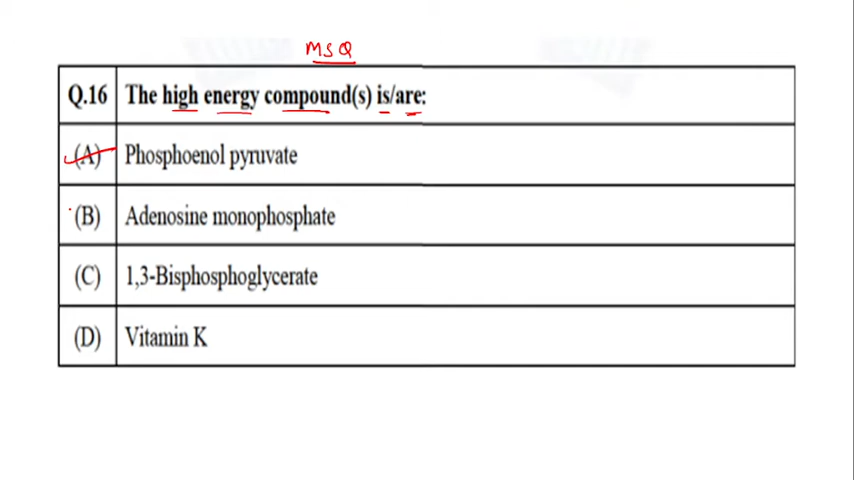 MSQ
Q.16 The high energy compound(s) is/are:
(A) Phosphoenol pyruvate
(B) Adenosine monophosphate
(C) 1,3-Bisphosphoglycerate
(D) Vitamin K